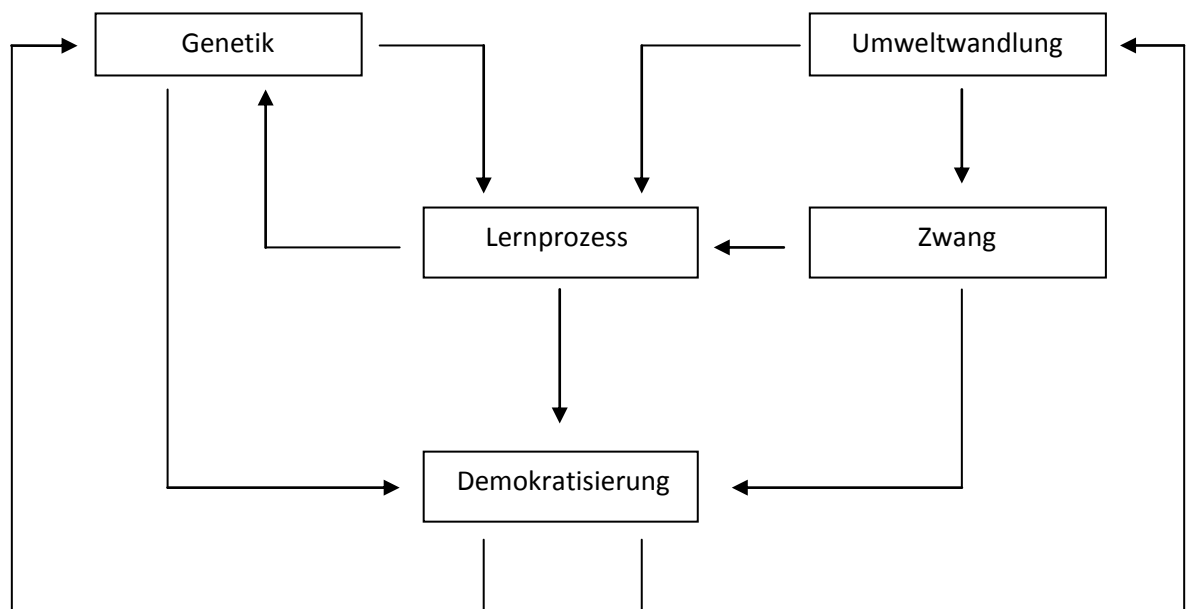 Genetik
Umweltwandlung
Lernprozess
Zwang
Demokratisierung